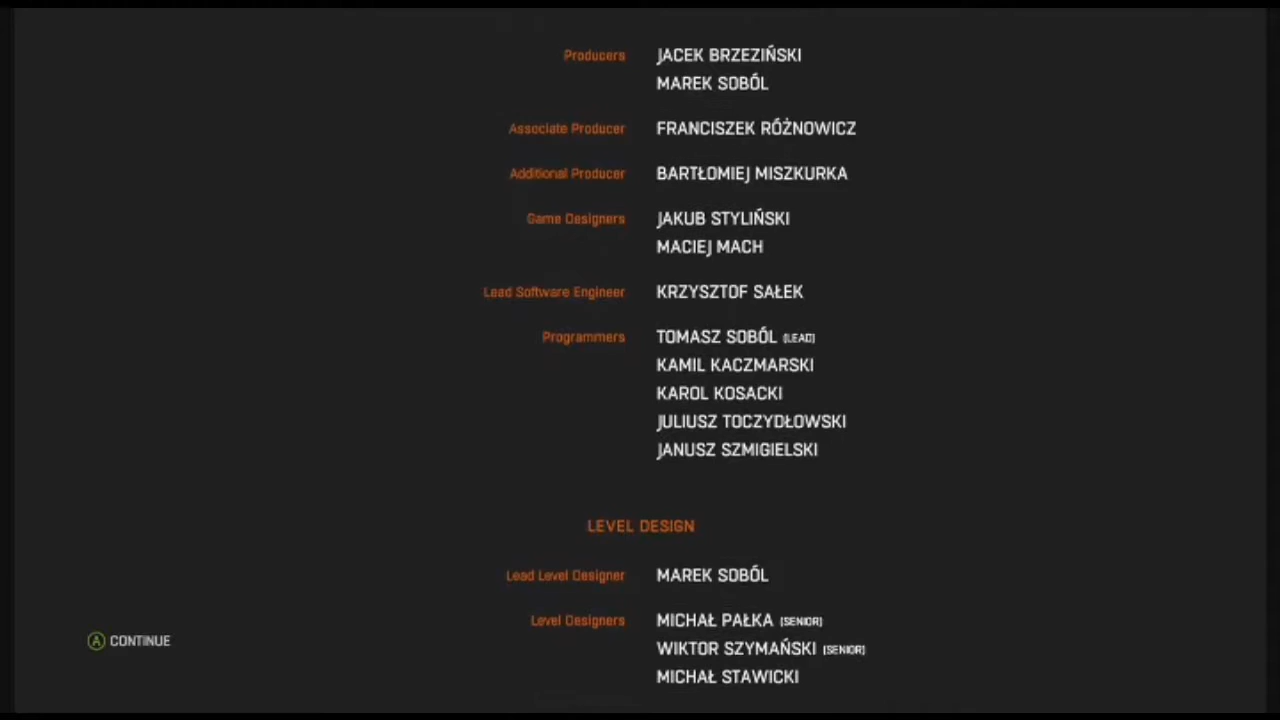 Producers JACEK BRZEZIŃSKI
MAREK SOBÓL
Associate Producer FRANCISZEK RÓŻNOWICZ
Additional Producer BARTŁOMIEJ MISZKURKA
Game Designers JAKUB STYLIŃSKI
MACIEJ MACH
Lead Software Engineer KRZYSZTOF SAŁEK
Programmers TOMASZ SOBÓL [LEAD]
KAMIL KACZMARSKI
KAROL KOSACKI
JULIUSZ TOCZYDŁOWSKI
JANUSZ SZMIGIELSKI
LEVEL DESIGN
Lead Level Designer MAREK SOBÓL
Level Designers MICHAŁ PAŁKA [SENIOR]
A CONTINUE
WIKTOR SZYMAŃSKI [SENIOR]
MICHAŁ STAWICKI